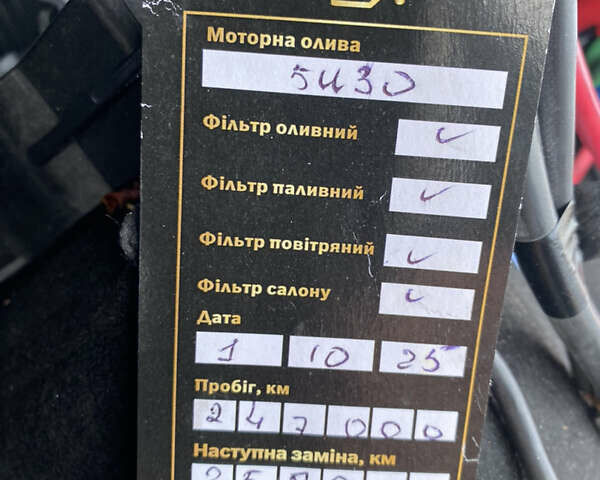 Моторна олива
5W30
Фільтр оливний ✓
Фільтр паливний ✓
Фільтр повітряний ✓
Фільтр салону ✓
Дата
1 10 25
Пробіг, км
247000
Наступна заміна, км